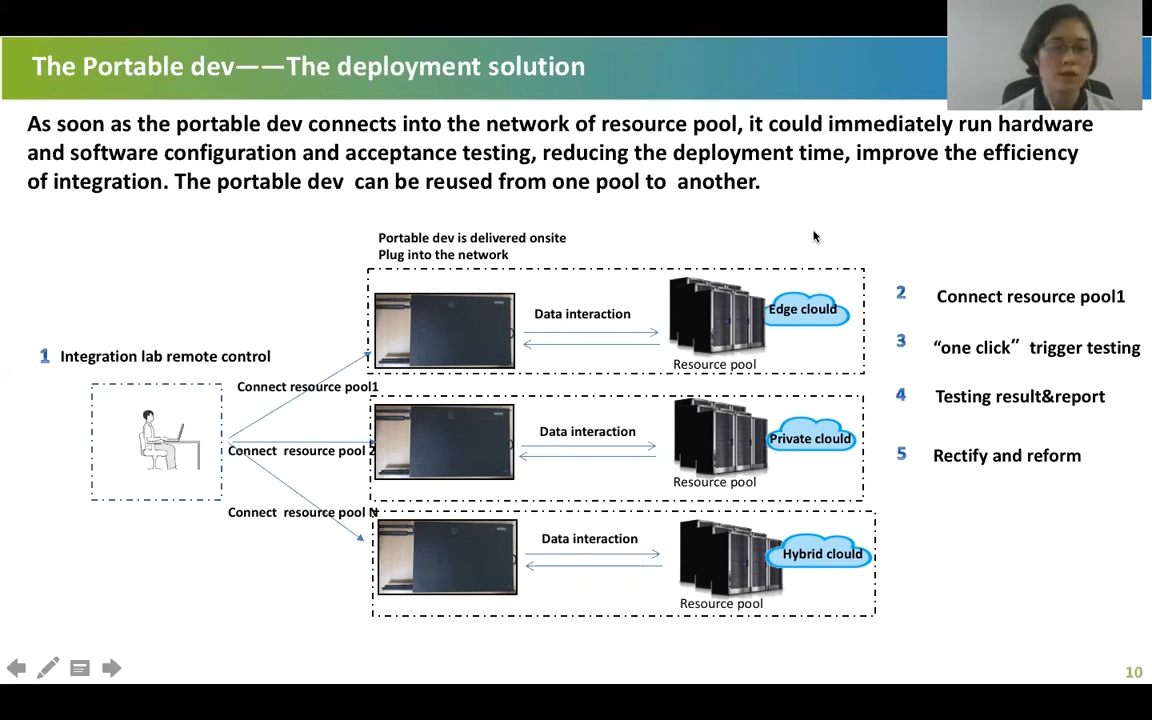 The Portable dev——The deployment solution
As soon as the portable dev connects into the network of resource pool, it could immediately run hardware
and software configuration and acceptance testing, reducing the deployment time, improve the efficiency
of integration. The portable dev can be reused from one pool to another.
Portable dev is delivered onsite
Plug into the network
1 Integration lab remote control
Connect resource pool1
Connect resource pool 2
Connect resource pool N
Data interaction
Resource pool
Edge clould
Data interaction
Resource pool
Private clould
Data interaction
Resource pool
Hybrid clould
2 Connect resource pool1
3 “one click” trigger testing
4 Testing result&report
5 Rectify and reform
10